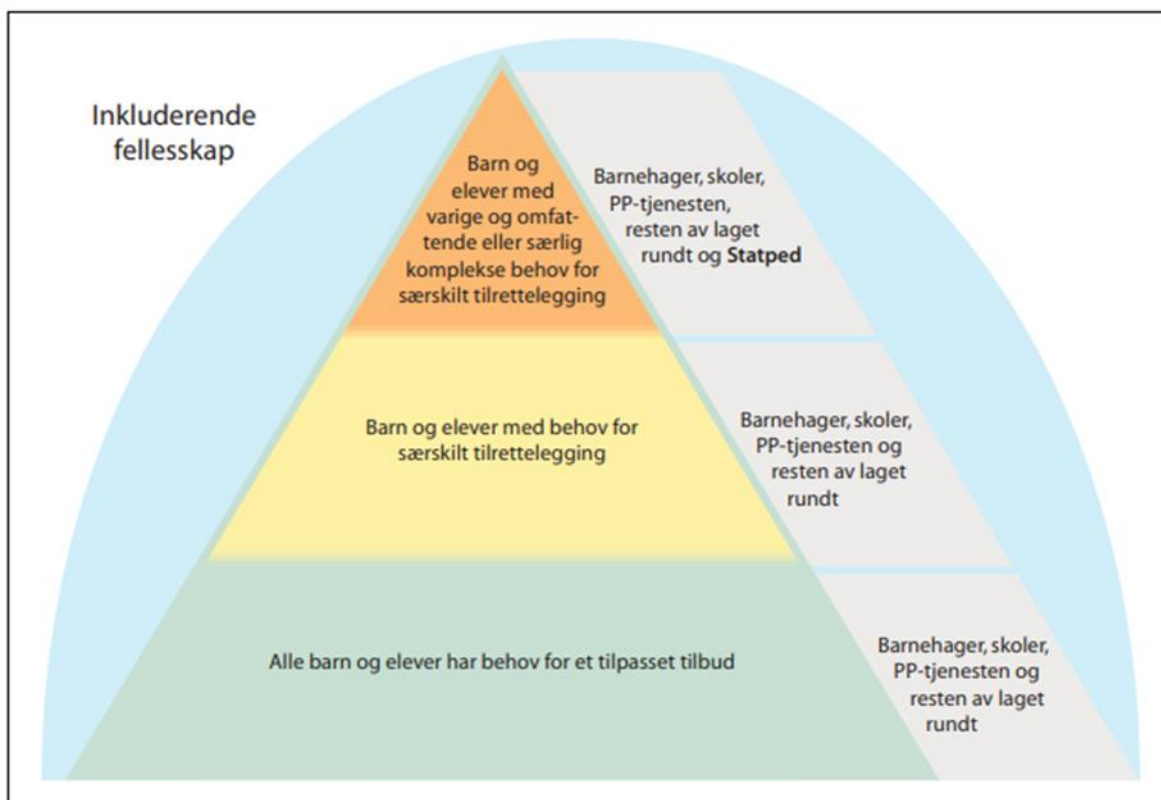 Inkluderende
fellesskap
Barn og
elever med
varige og omfat-
tende eller særlig
komplekse behov for
særskilt tilrettelegging
Barnehager, skoler,
PP-tjenesten,
resten av laget
rundt og Statped
Barn og elever med behov for
særskilt tilrettelegging
Barnehager, skoler,
PP-tjenesten og
resten av laget
rundt
Alle barn og elever har behov for et tilpasset tilbud
Barnehager, skoler,
PP-tjenesten og
resten av laget
rundt